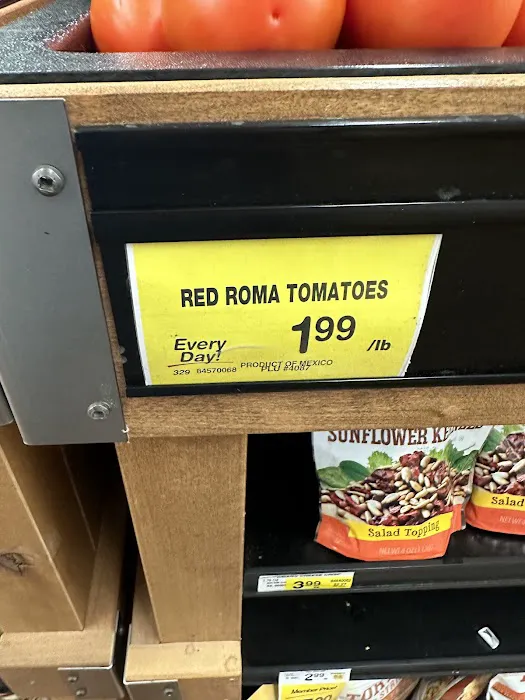 RED ROMA TOMATOES
Every
Day!
1.99 /lb
PRODUCT OF MEXICO
329 84570068 PLU #4087
SUNFLOWER
Salad Topping
Salad
3.99
Member Price
2.99